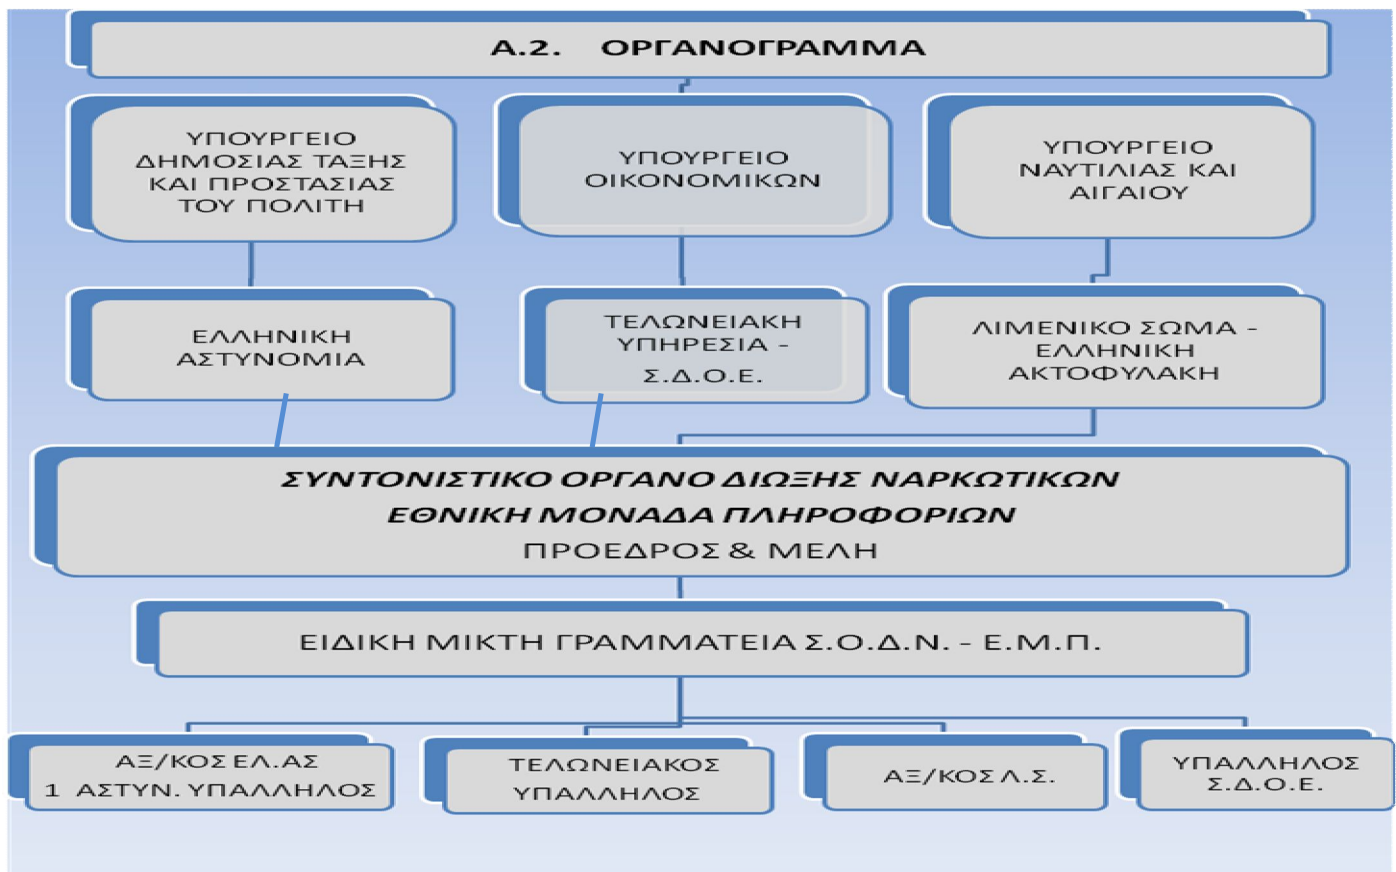 Α.2. ΟΡΓΑΝΟΓΡΑΜΜΑ
ΥΠΟΥΡΓΕΙΟ
ΔΗΜΟΣΙΑΣ ΤΑΞΗΣ
ΚΑΙ ΠΡΟΣΤΑΣΙΑΣ
ΤΟΥ ΠΟΛΙΤΗ
ΥΠΟΥΡΓΕΙΟ
ΟΙΚΟΝΟΜΙΚΩΝ
ΥΠΟΥΡΓΕΙΟ
ΝΑΥΤΙΛΙΑΣ ΚΑΙ
ΑΙΓΑΙΟΥ
ΕΛΛΗΝΙΚΗ
ΑΣΤΥΝΟΜΙΑ
ΤΕΛΩΝΕΙΑΚΗ
ΥΠΗΡΕΣΙΑ -
Σ.Δ.Ο.Ε.
ΛΙΜΕΝΙΚΟ ΣΩΜΑ -
ΕΛΛΗΝΙΚΗ
ΑΚΤΟΦΥΛΑΚΗ
ΣΥΝΤΟΝΙΣΤΙΚΟ ΟΡΓΑΝΟ ΔΙΩΞΗΣ ΝΑΡΚΩΤΙΚΩΝ
ΕΘΝΙΚΗ ΜΟΝΑΔΑ ΠΛΗΡΟΦΟΡΙΩΝ
ΠΡΟΕΔΡΟΣ & ΜΕΛΗ
ΕΙΔΙΚΗ ΜΙΚΤΗ ΓΡΑΜΜΑΤΕΙΑ Σ.Ο.Δ.Ν. - Ε.Μ.Π.
ΑΞ/ΚΟΣ ΕΛ.ΑΣ
1 ΑΣΤΥΝ. ΥΠΑΛΛΗΛΟΣ
ΤΕΛΩΝΕΙΑΚΟΣ
ΥΠΑΛΛΗΛΟΣ
ΑΞ/ΚΟΣ Λ.Σ.
ΥΠΑΛΛΗΛΟΣ
Σ.Δ.Ο.Ε.